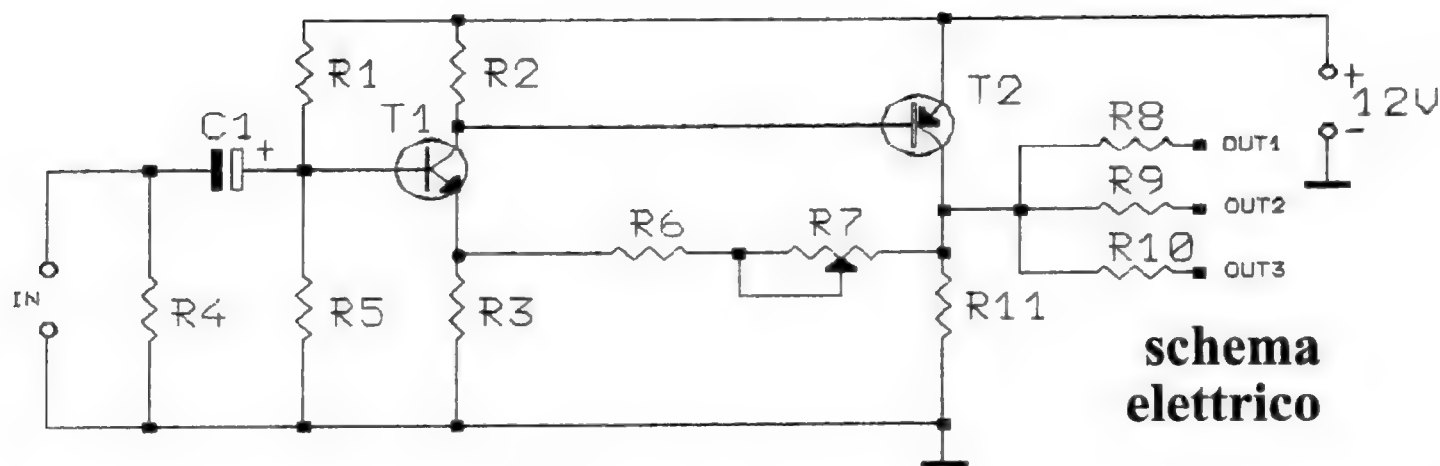 R1
R2
T2
+
12V
-
C1
+
T1
R8
OUT1
R9
OUT2
R6
R7
R10
OUT3
IN
R4
R5
R3
R11
schema
elettrico